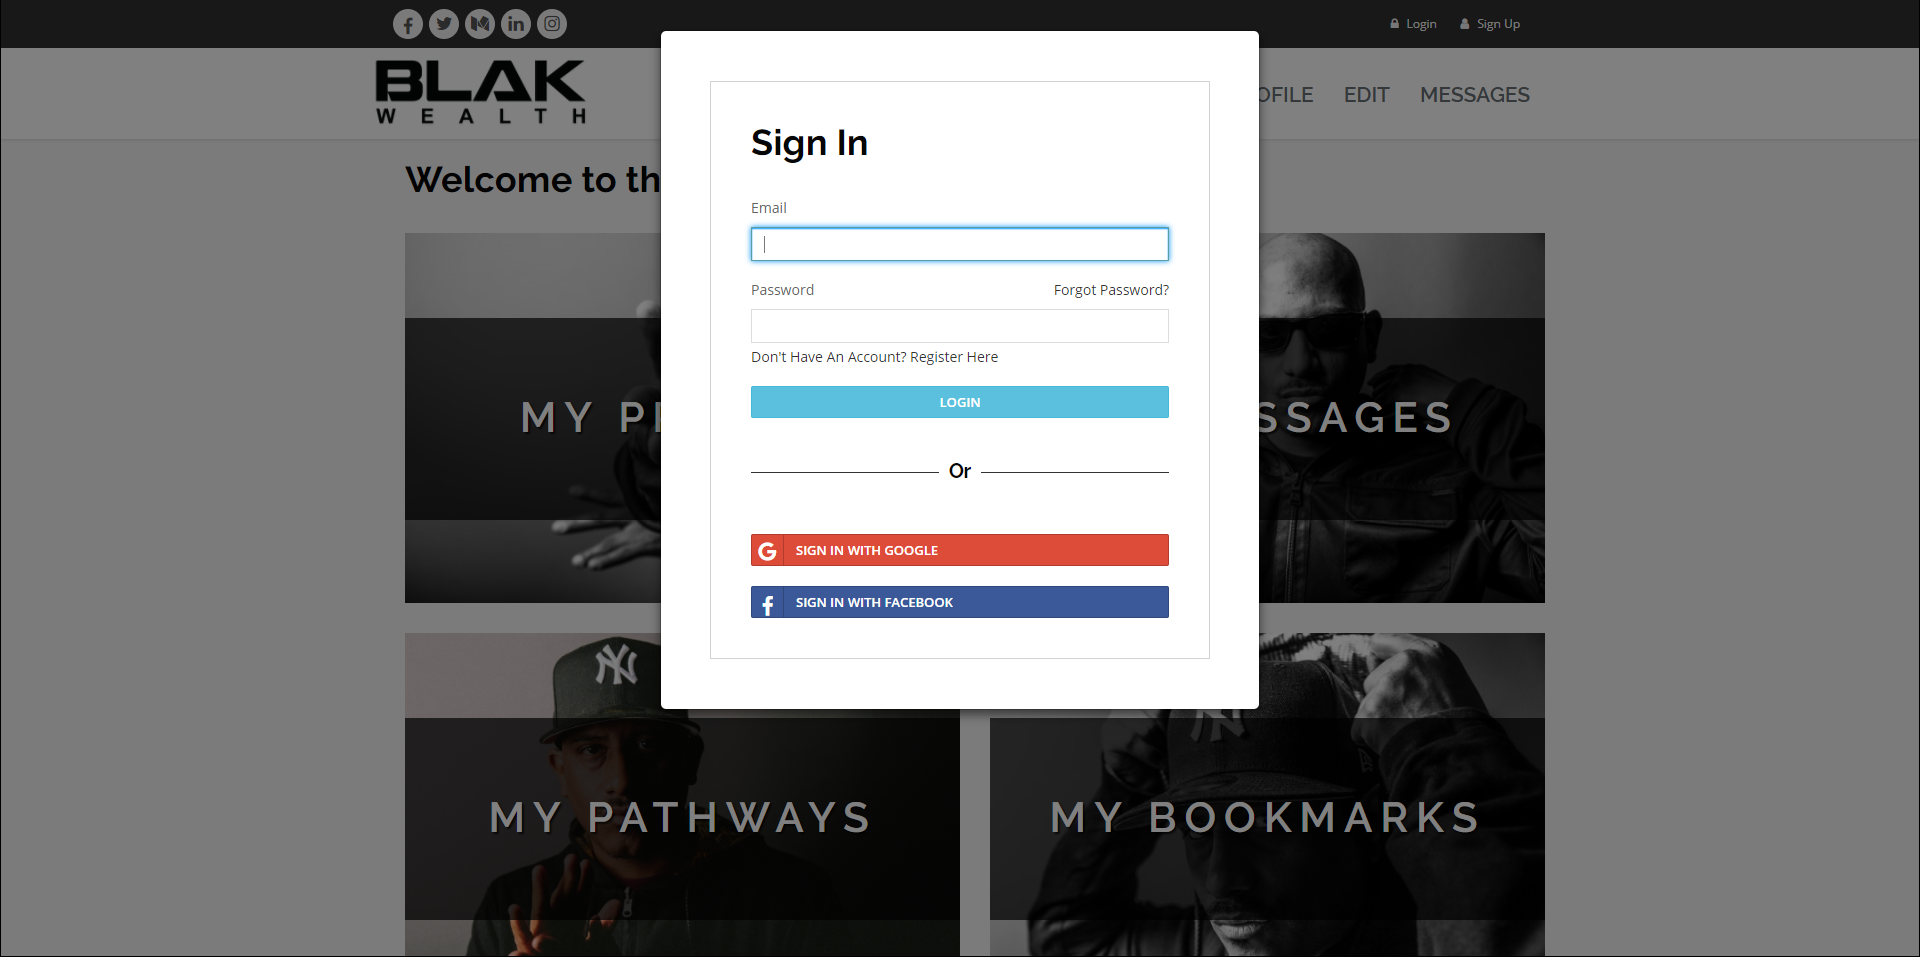 Login
Sign Up
BLAK
WEALTH
OFILE
EDIT
MESSAGES
Welcome to th
Sign In
Email
Password
Forgot Password?
Don't Have An Account? Register Here
LOGIN
Or
SIGN IN WITH GOOGLE
SIGN IN WITH FACEBOOK
MY P
SSAGES
NY
MY PATHWAYS
MY BOOKMARKS